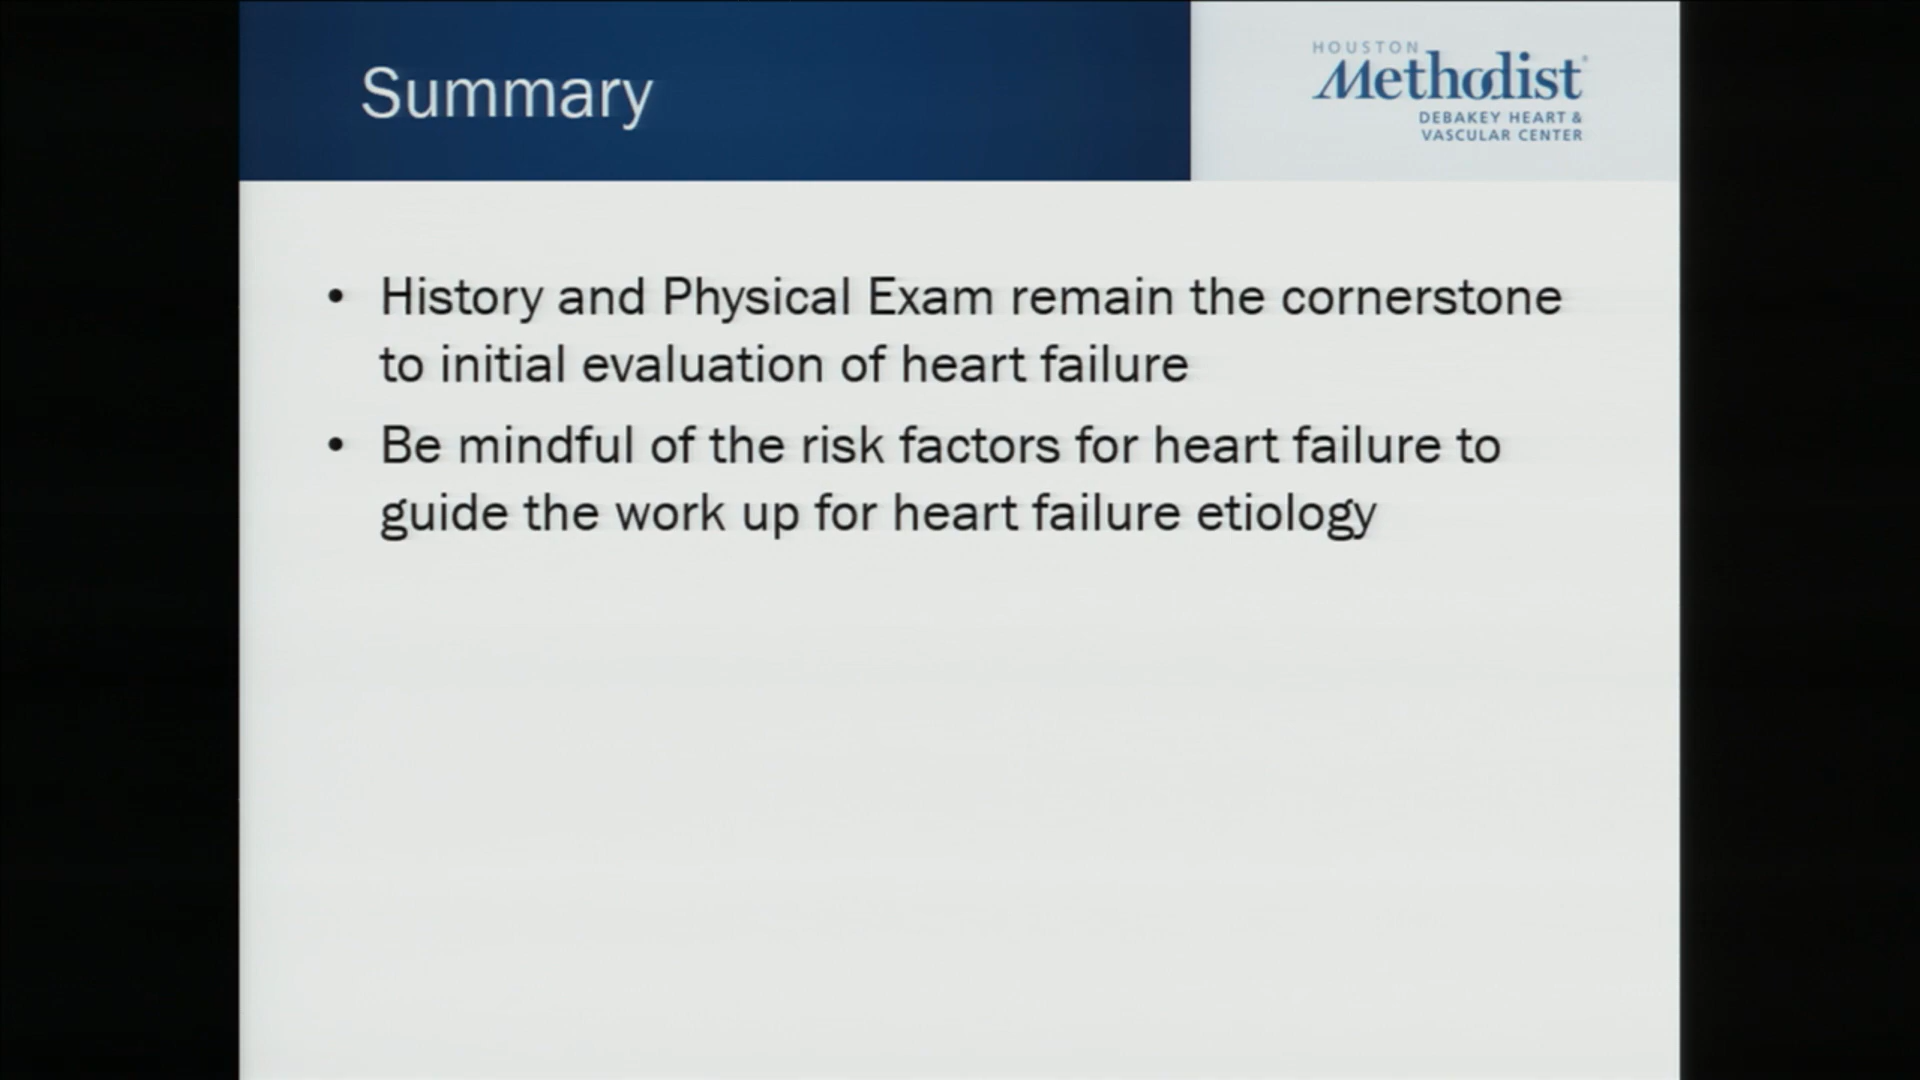 Summary
HOUSTON
Methodist
DEBAKEY HEART &
VASCULAR CENTER
• History and Physical Exam remain the cornerstone
to initial evaluation of heart failure
• Be mindful of the risk factors for heart failure to
guide the work up for heart failure etiology